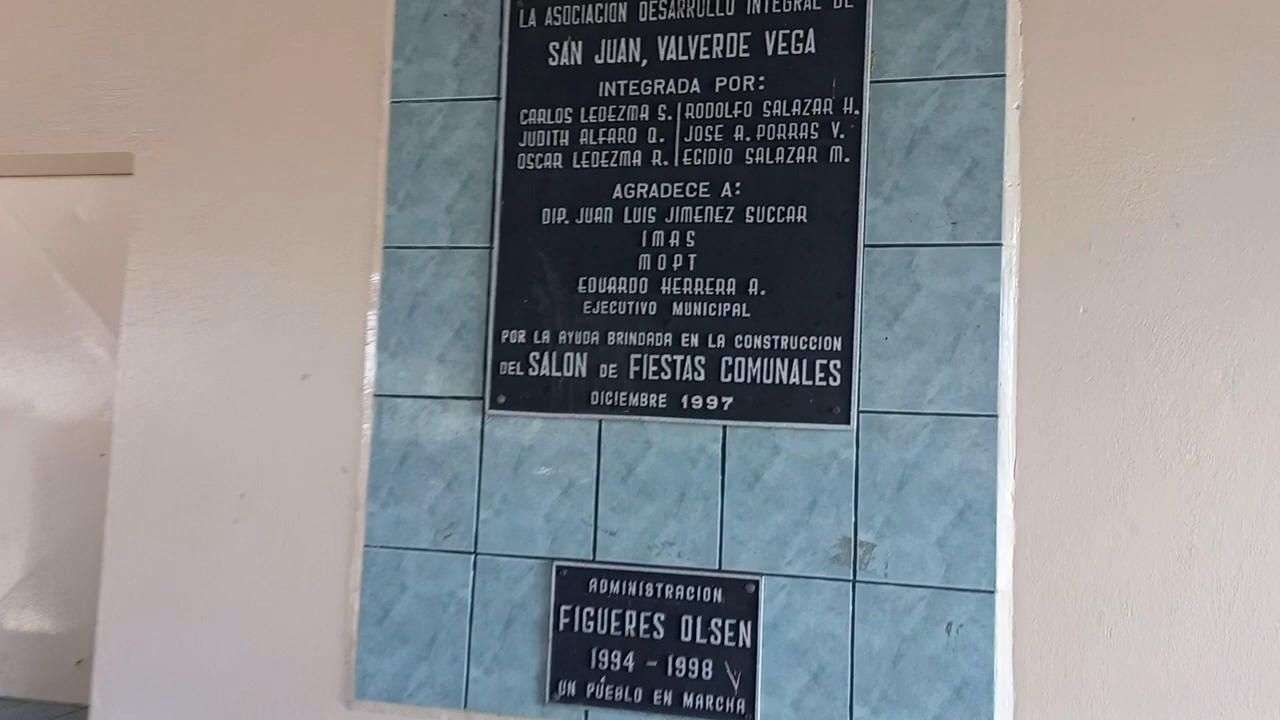 LA ASOCIACION DESARROLLO INTEGRAL DE
SAN JUAN, VALVERDE VEGA
INTEGRADA POR:
CARLOS LEDEZMA S. RODOLFO SALAZAR H.
JUDITH ALFARO Q. JOSE A. PORRAS V.
OSCAR LEDEZMA R. EGIDIO SALAZAR M.
AGRADECE A:
DIP. JUAN LUIS JIMENEZ SUCCAR
IMAS
MOPT
EDUARDO HERRERA A.
EJECUTIVO MUNICIPAL
POR LA AYUDA BRINDADA EN LA CONSTRUCCION
DEL SALON DE FIESTAS COMUNALES
DICIEMBRE 1997
ADMINISTRACION
FIGUERES OLSEN
1994 - 1998
UN PUEBLO EN MARCHA